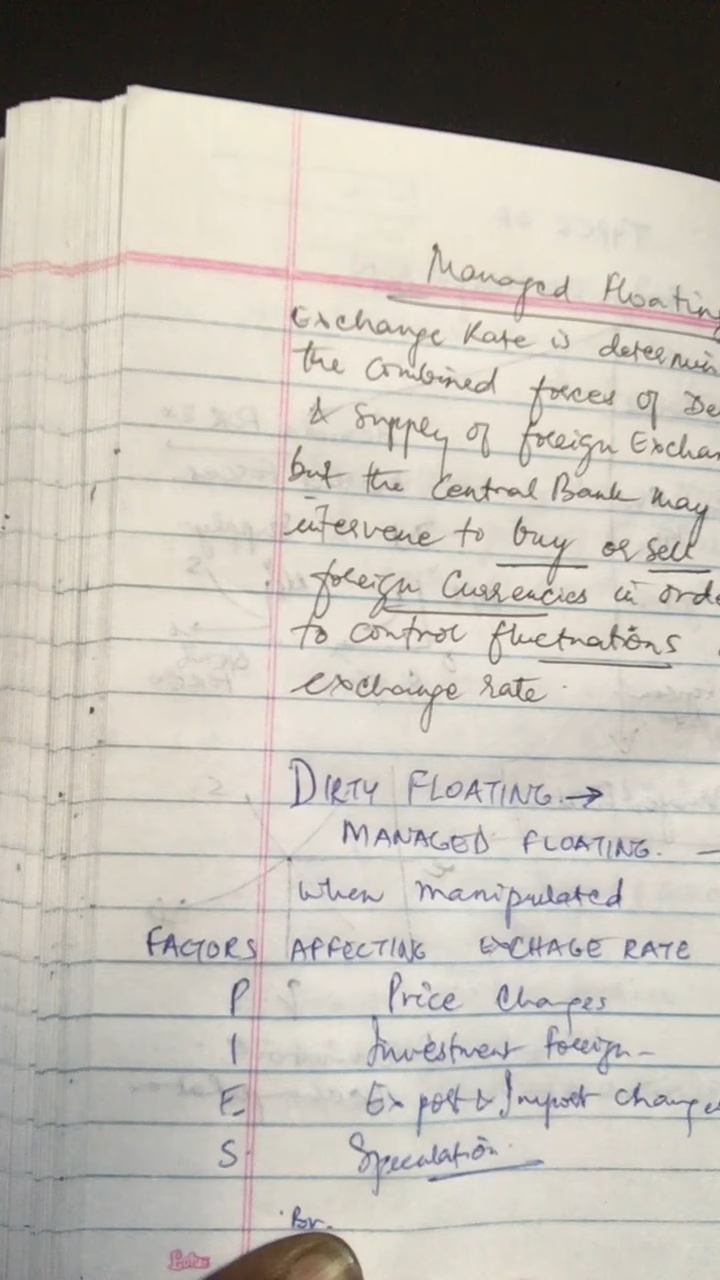 Managed Floating
Exchange Rate is determin
the combined forces of De
& Supply of foreign Exchan
but the Central Bank may
intervene to buy or sell
foreign Currencies in orde
to control fluctuations
exchange rate.
DIRTY FLOATING →
MANAGED FLOATING. —
when manipulated
FACTORS AFFECTING EXCHAGE RATE
P Price Changes
I Investment foreign -
E Export & Import change
S Speculation.
Br.